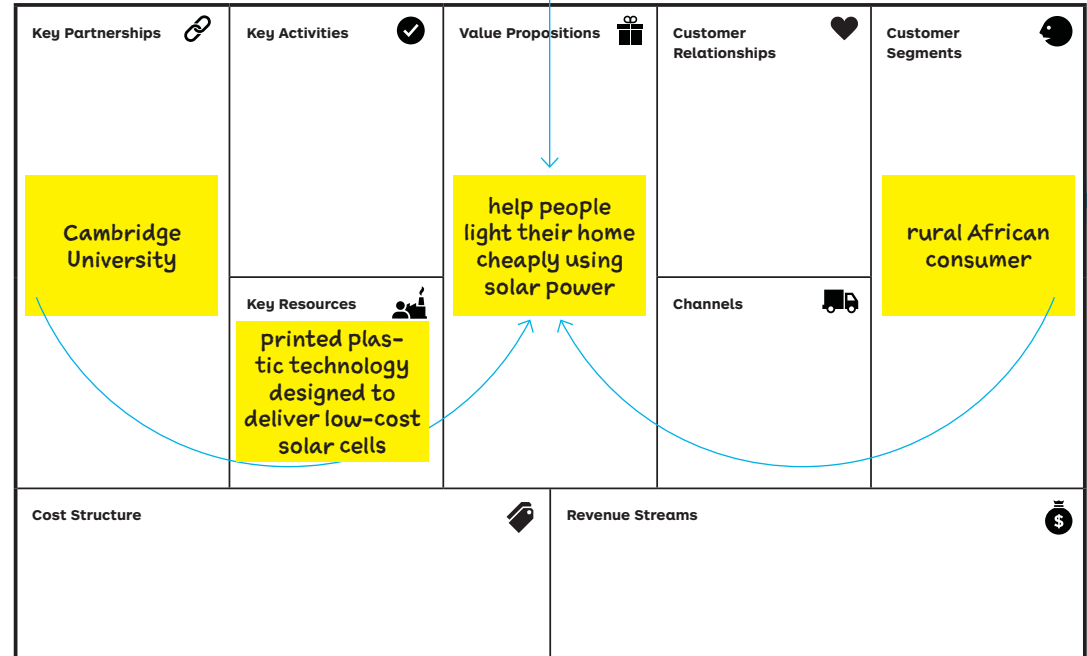 Key Partnerships
Cambridge
University
Key Activities
Key Resources
printed plas-
tic technology
designed to
deliver low-cost
solar cells
Value Propositions
help people
light their home
cheaply using
solar power
Customer
Relationships
Channels
Customer
Segments
rural African
consumer
Cost Structure
Revenue Streams
$